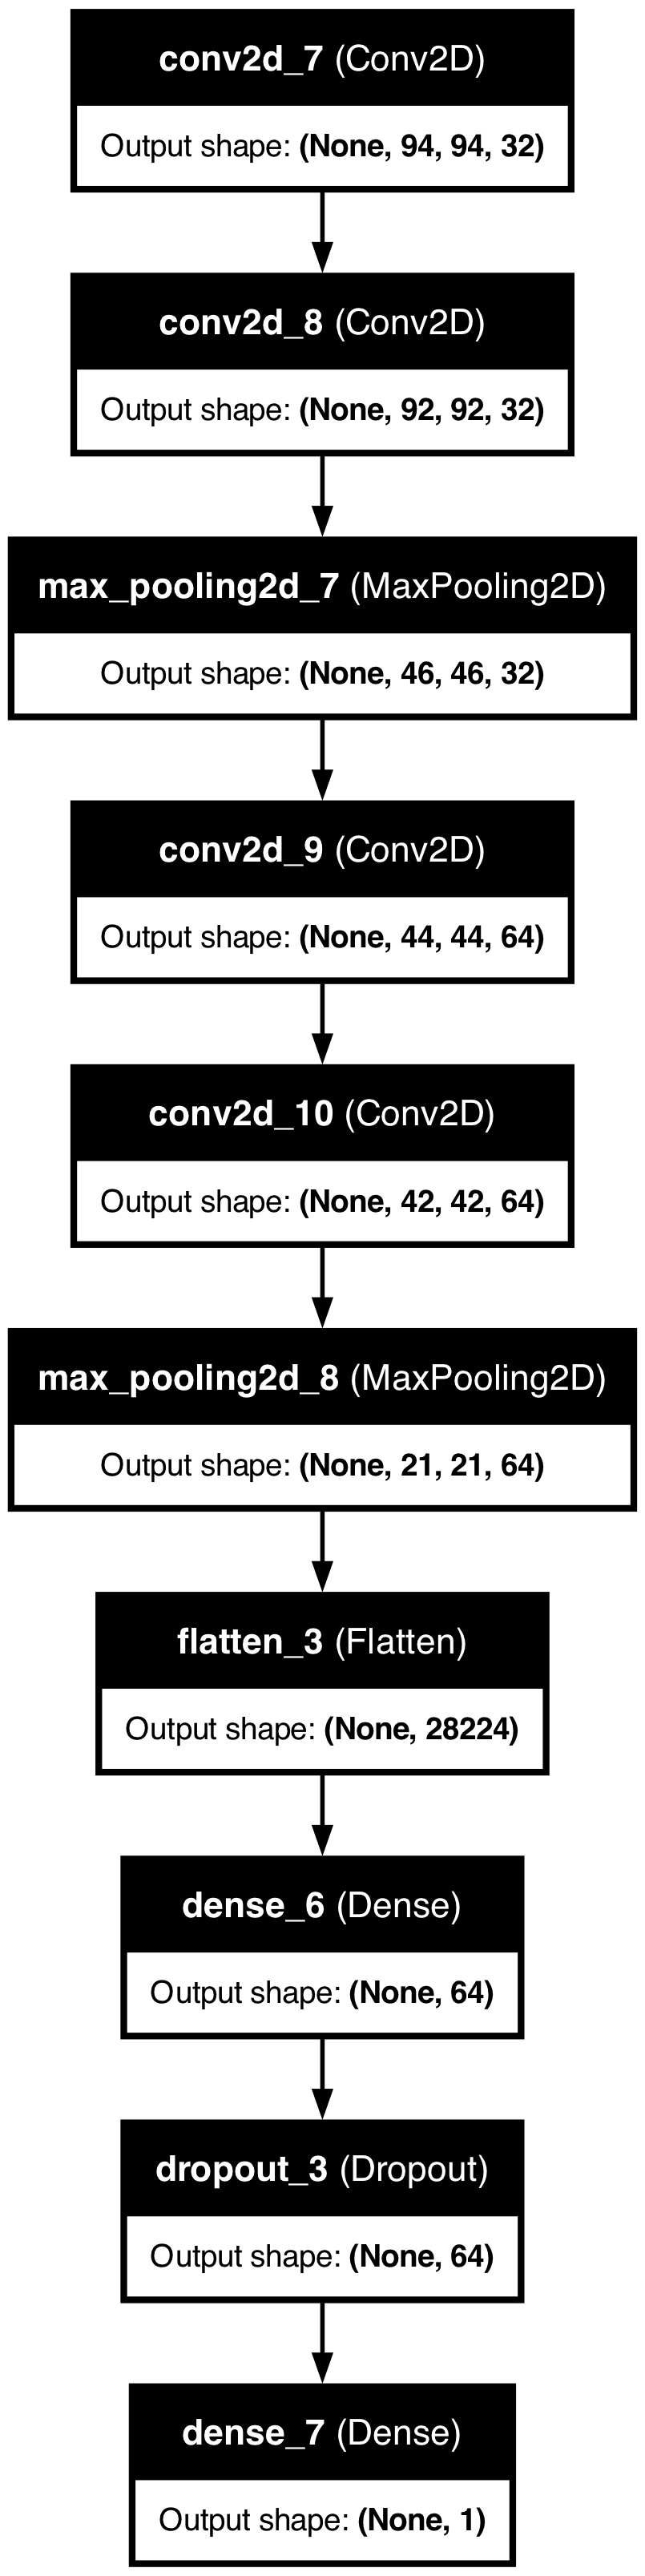 conv2d_7 (Conv2D)
Output shape: (None, 94, 94, 32)
conv2d_8 (Conv2D)
Output shape: (None, 92, 92, 32)
max_pooling2d_7 (MaxPooling2D)
Output shape: (None, 46, 46, 32)
conv2d_9 (Conv2D)
Output shape: (None, 44, 44, 64)
conv2d_10 (Conv2D)
Output shape: (None, 42, 42, 64)
max_pooling2d_8 (MaxPooling2D)
Output shape: (None, 21, 21, 64)
flatten_3 (Flatten)
Output shape: (None, 28224)
dense_6 (Dense)
Output shape: (None, 64)
dropout_3 (Dropout)
Output shape: (None, 64)
dense_7 (Dense)
Output shape: (None, 1)